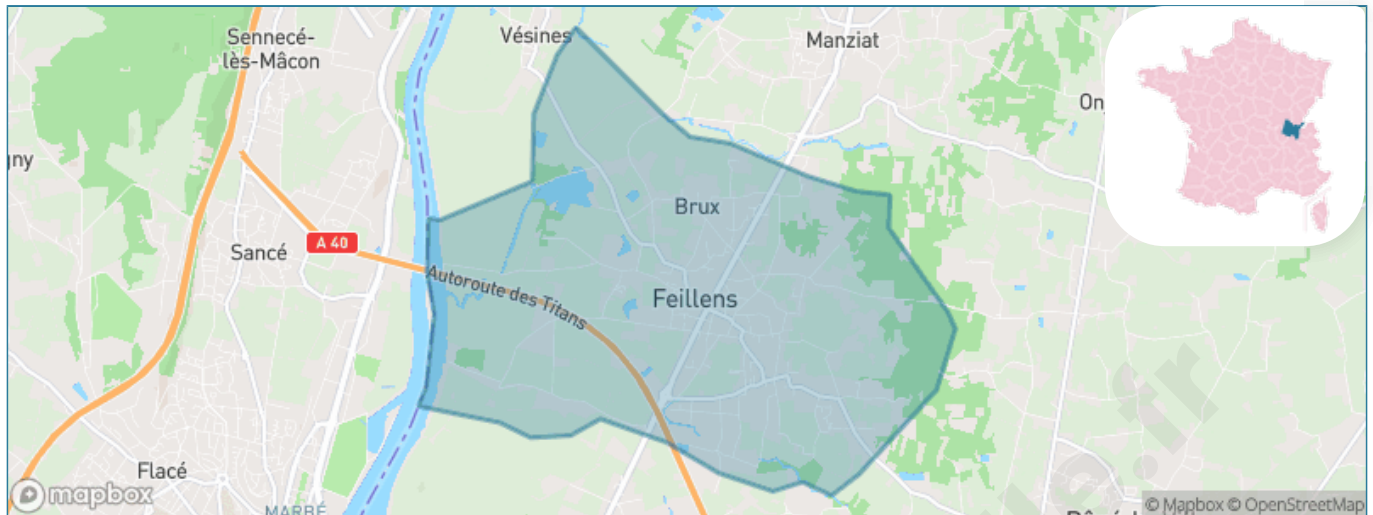 Sennecé-
lès-Mâcon
Vésines
Manziat
Brux
Sancé
A 40
Autoroute des Titans
Feillens
Flacé
MARBÉ
mapbox
© Mapbox © OpenStreetMap